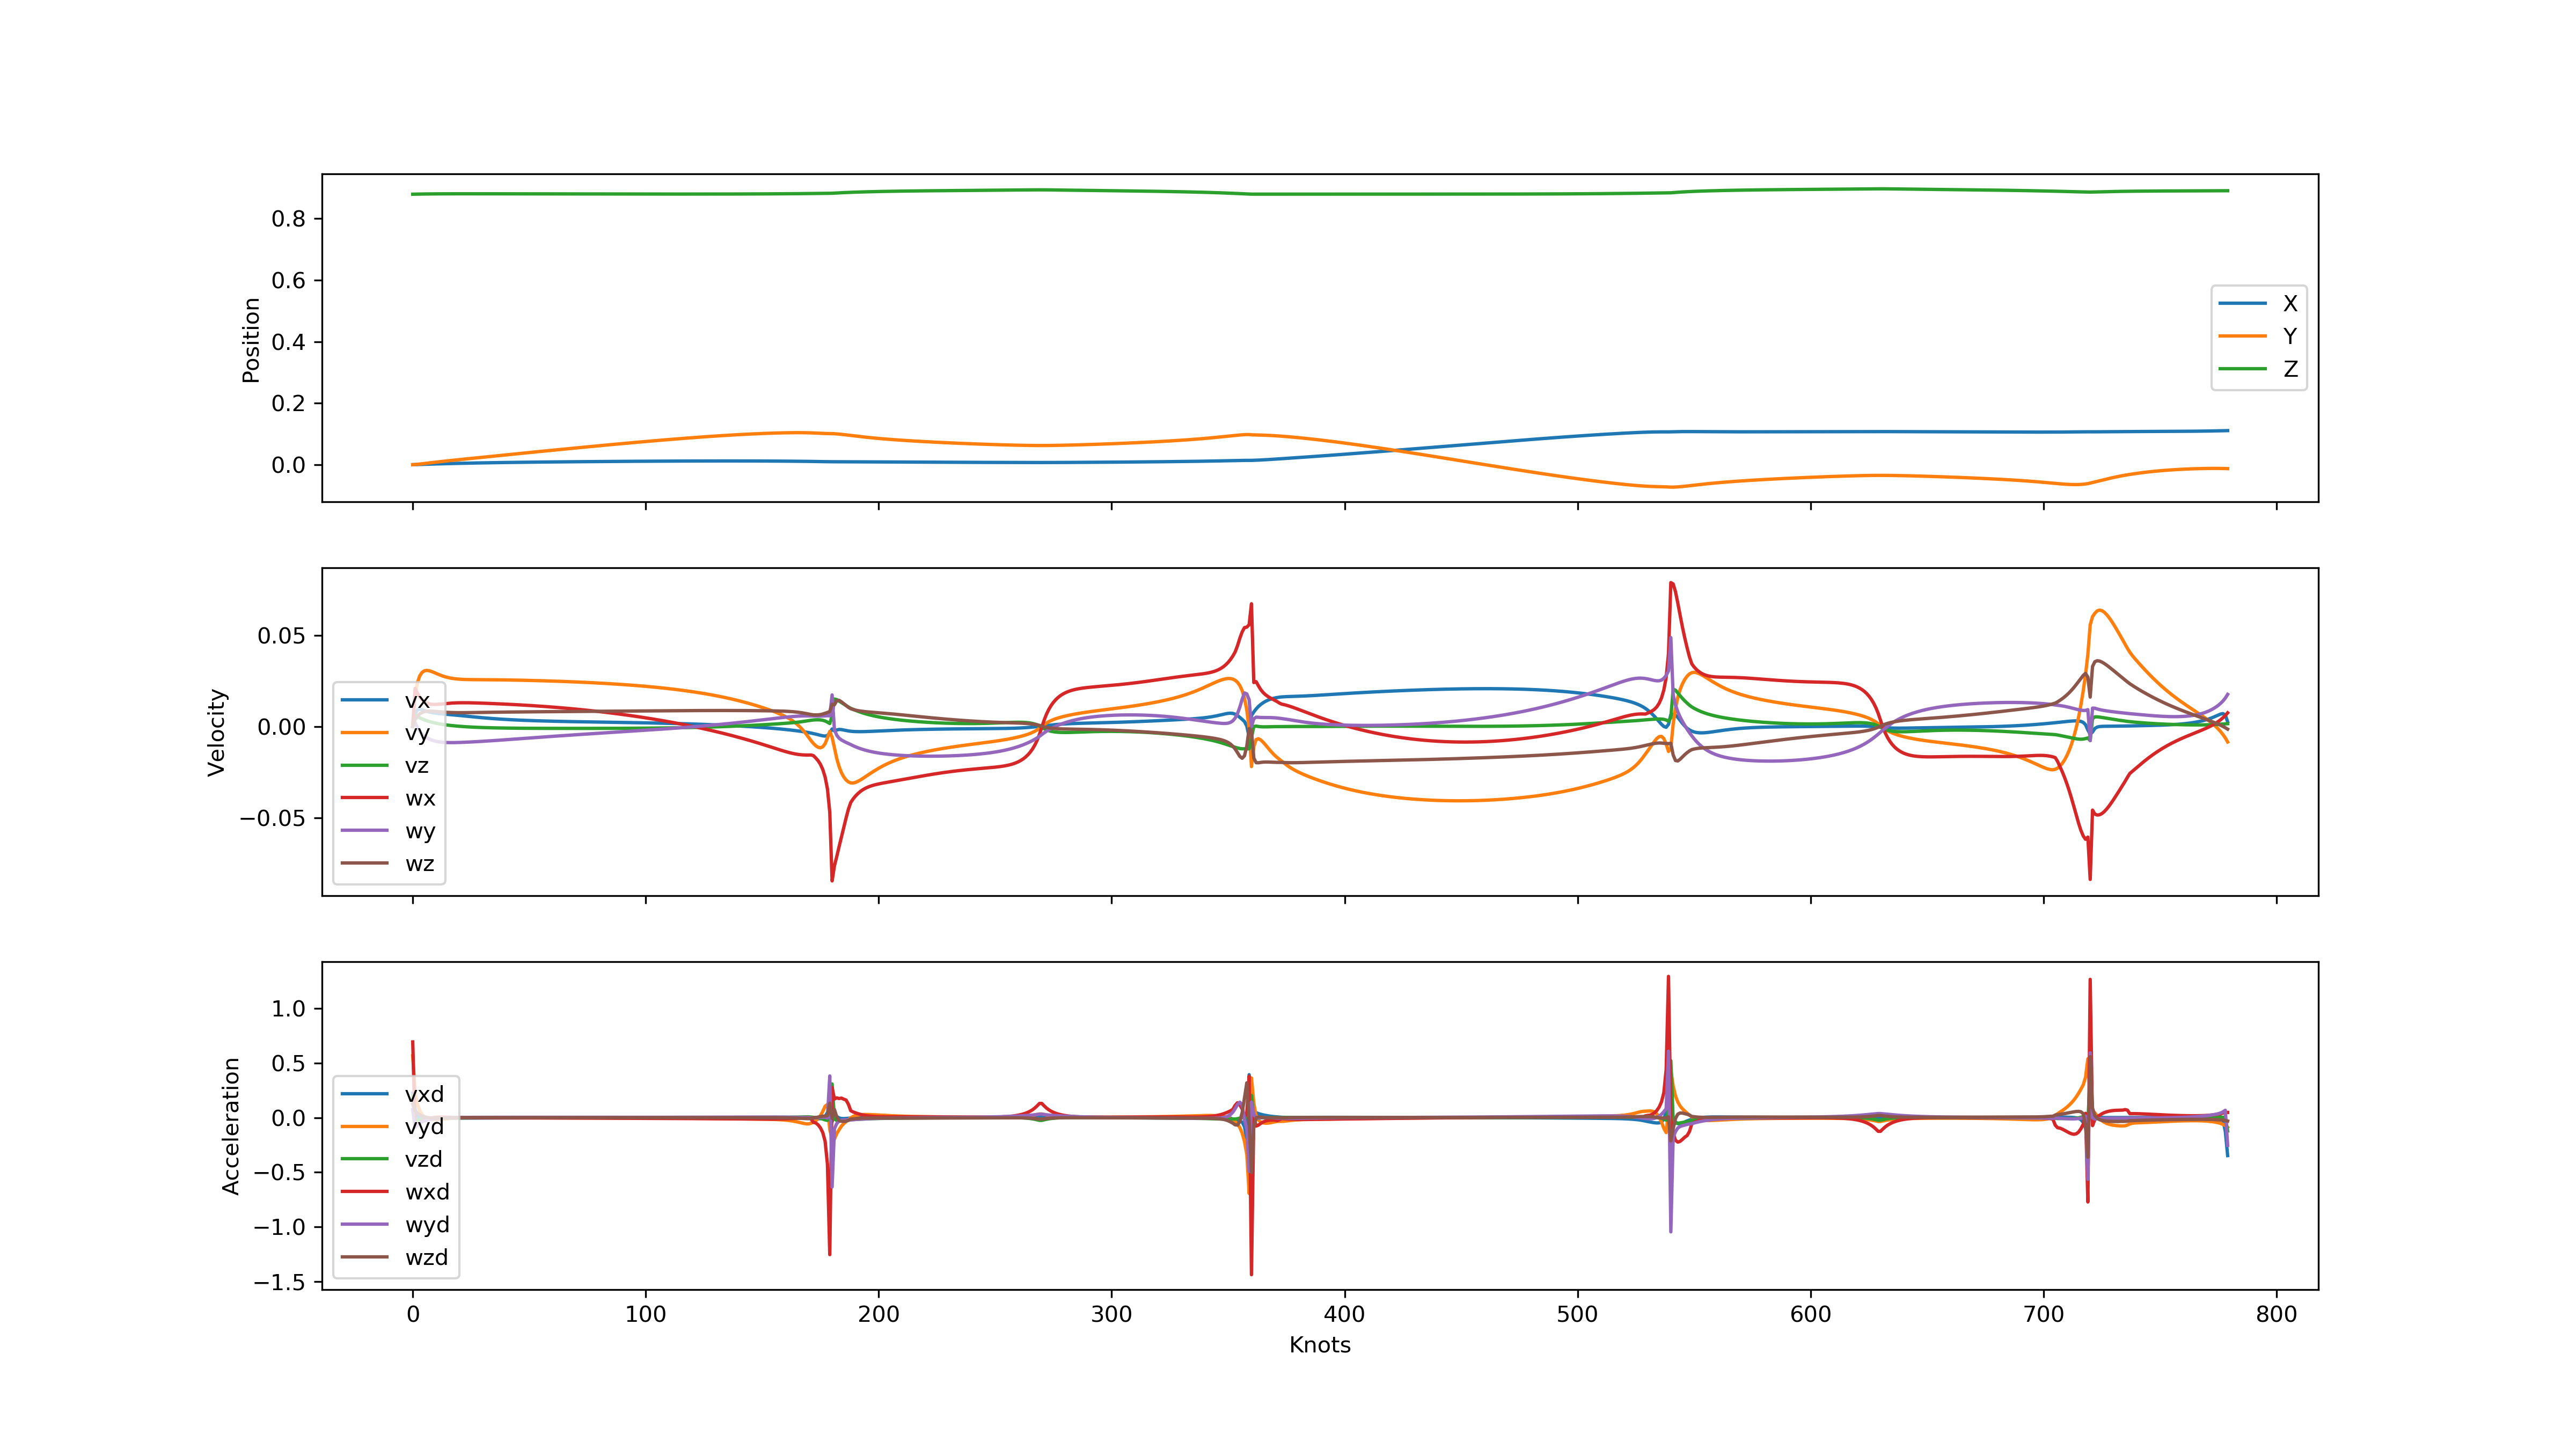 Position
0.8
0.6
0.4
0.2
0.0
X
Y
Z
Velocity
0.05
0.00
−0.05
vx
vy
vz
wx
wy
wz
Acceleration
1.0
0.5
0.0
−0.5
−1.0
−1.5
vxd
vyd
vzd
wxd
wyd
wzd
0 100 200 300 400 500 600 700 800
Knots